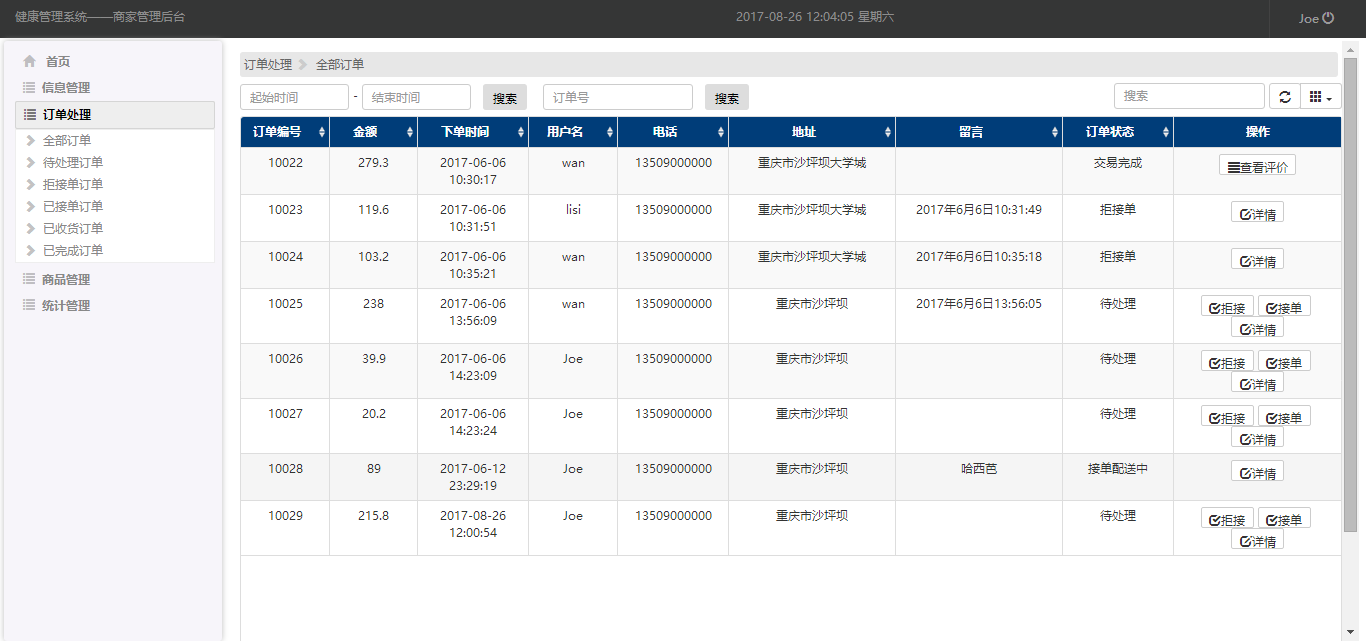 健康管理系统——商家管理后台 2017-08-26 12:04:05 星期六 Joe
首页
信息管理
订单处理
全部订单
待处理订单
拒接单订单
已接单订单
已收货订单
已完成订单
商品管理
统计管理
订单处理 全部订单
起始时间 - 结束时间 搜索 订单号 搜索 搜索
订单编号 金额 下单时间 用户名 电话 地址 留言 订单状态 操作
10022 279.3 2017-06-06 10:30:17 wan 13509000000 重庆市沙坪坝大学城 交易完成 查看评价
10023 119.6 2017-06-06 10:31:51 lisi 13509000000 重庆市沙坪坝大学城 2017年6月6日10:31:49 拒接单 详情
10024 103.2 2017-06-06 10:35:21 wan 13509000000 重庆市沙坪坝大学城 2017年6月6日10:35:18 拒接单 详情
10025 238 2017-06-06 13:56:09 wan 13509000000 重庆市沙坪坝 2017年6月6日13:56:05 待处理 拒接 接单 详情
10026 39.9 2017-06-06 14:23:09 Joe 13509000000 重庆市沙坪坝 待处理 拒接 接单 详情
10027 20.2 2017-06-06 14:23:24 Joe 13509000000 重庆市沙坪坝 待处理 拒接 接单 详情
10028 89 2017-06-12 23:29:19 Joe 13509000000 重庆市沙坪坝 哈西芭 接单配送中 详情
10029 215.8 2017-08-26 12:00:54 Joe 13509000000 重庆市沙坪坝 待处理 拒接 接单 详情